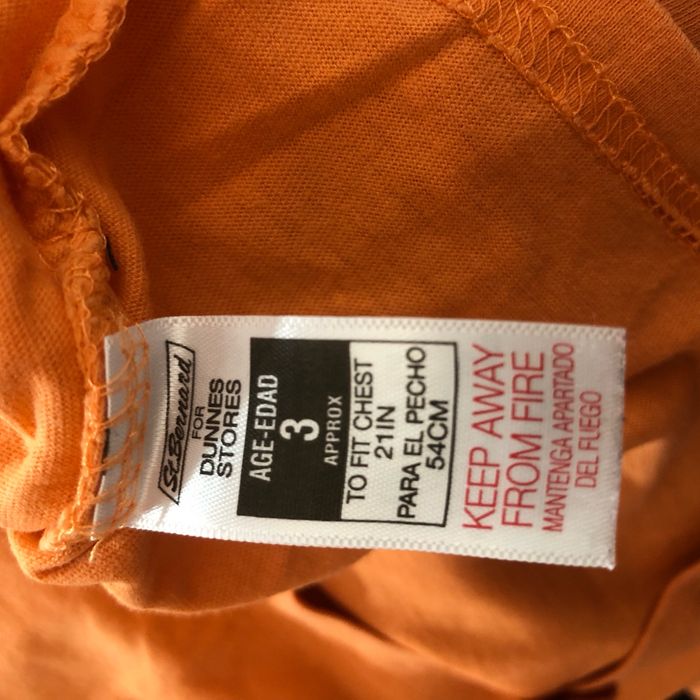 St.Bernard
FOR
DUNNES
STORES
AGE-EDAD
3
APPROX
TO FIT CHEST
21IN
PARA EL PECHO
54CM
KEEP AWAY
FROM FIRE
MANTENGA APARTADO
DEL FUEGO